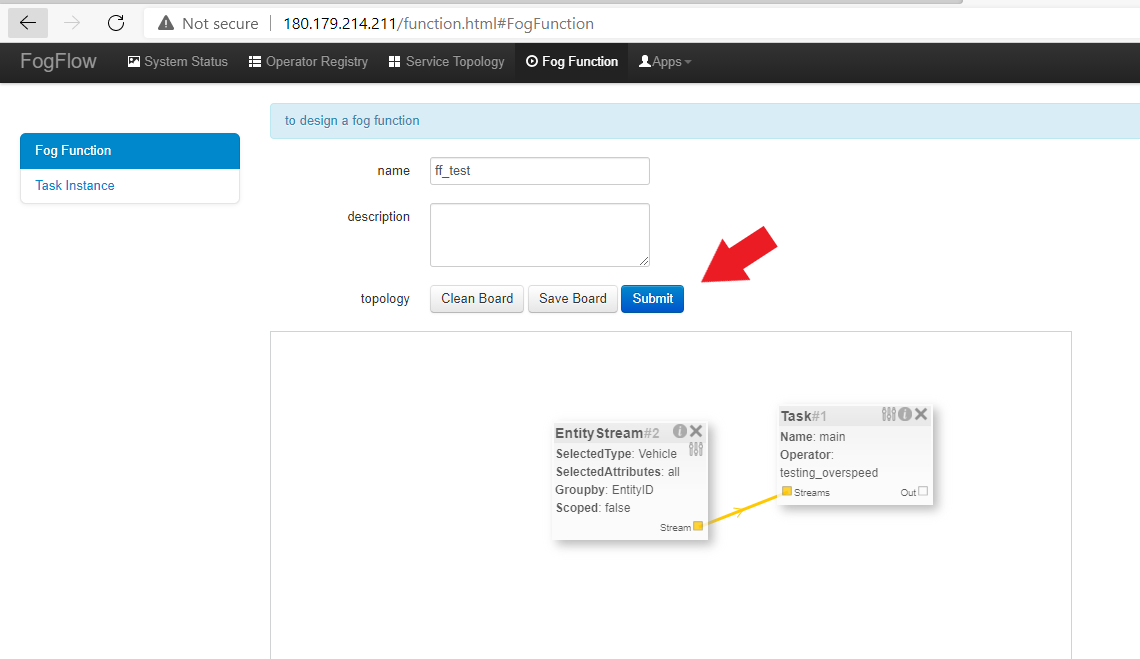 Not secure 180.179.214.211/function.html#FogFunction
FogFlow System Status Operator Registry Service Topology Fog Function Apps
to design a fog function
Fog Function
Task Instance
name ff_test
description
topology Clean Board Save Board Submit
EntityStream#2
SelectedType: Vehicle
SelectedAttributes: all
Groupby: EntityID
Scoped: false
Stream
Task#1
Name: main
Operator:
testing_overspeed
Streams Out